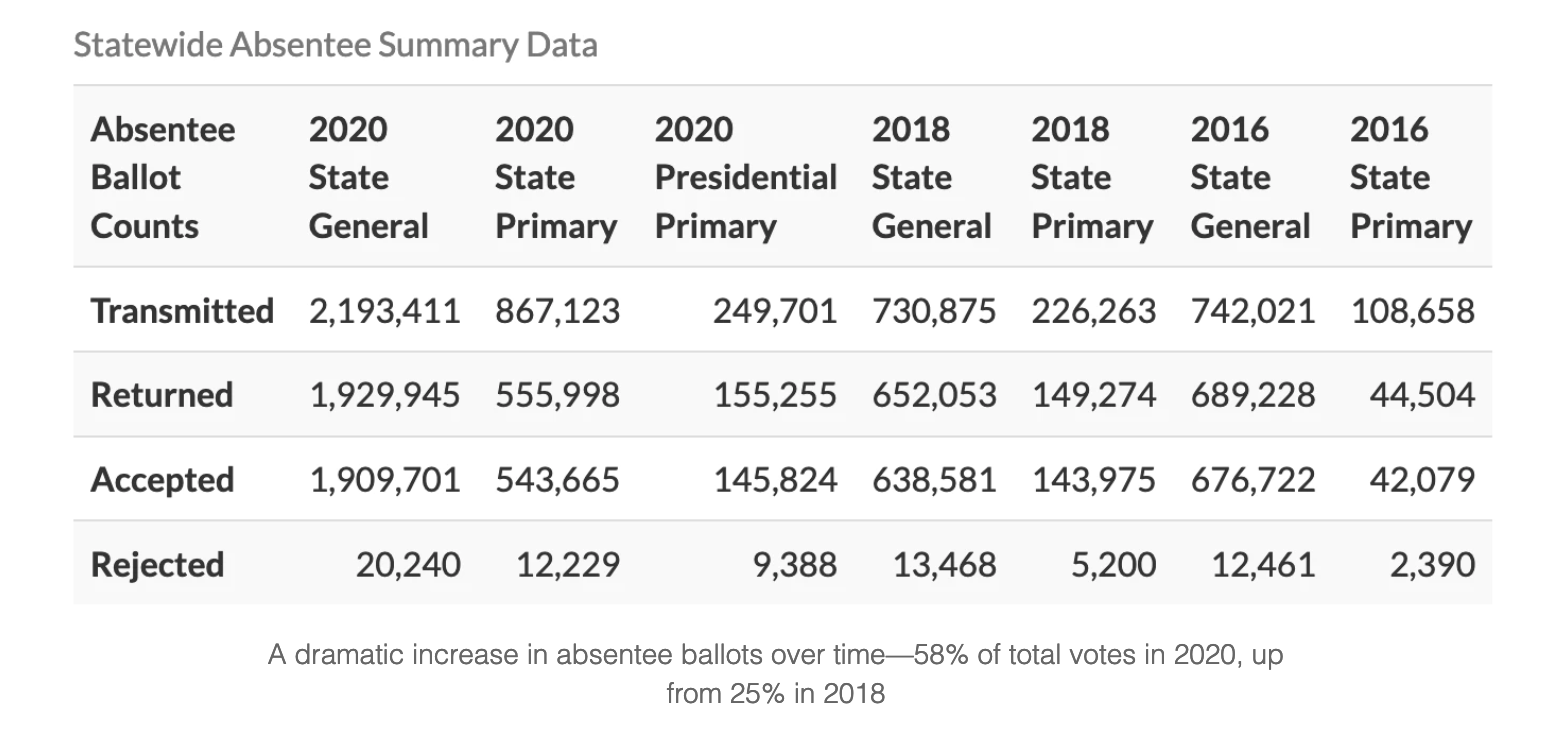 Statewide Absentee Summary Data
Absentee Ballot Counts 2020 State General 2020 State Primary 2020 Presidential Primary 2018 State General 2018 State Primary 2016 State General 2016 State Primary
Transmitted 2,193,411 867,123 249,701 730,875 226,263 742,021 108,658
Returned 1,929,945 555,998 155,255 652,053 149,274 689,228 44,504
Accepted 1,909,701 543,665 145,824 638,581 143,975 676,722 42,079
Rejected 20,240 12,229 9,388 13,468 5,200 12,461 2,390
A dramatic increase in absentee ballots over time—58% of total votes in 2020, up
from 25% in 2018